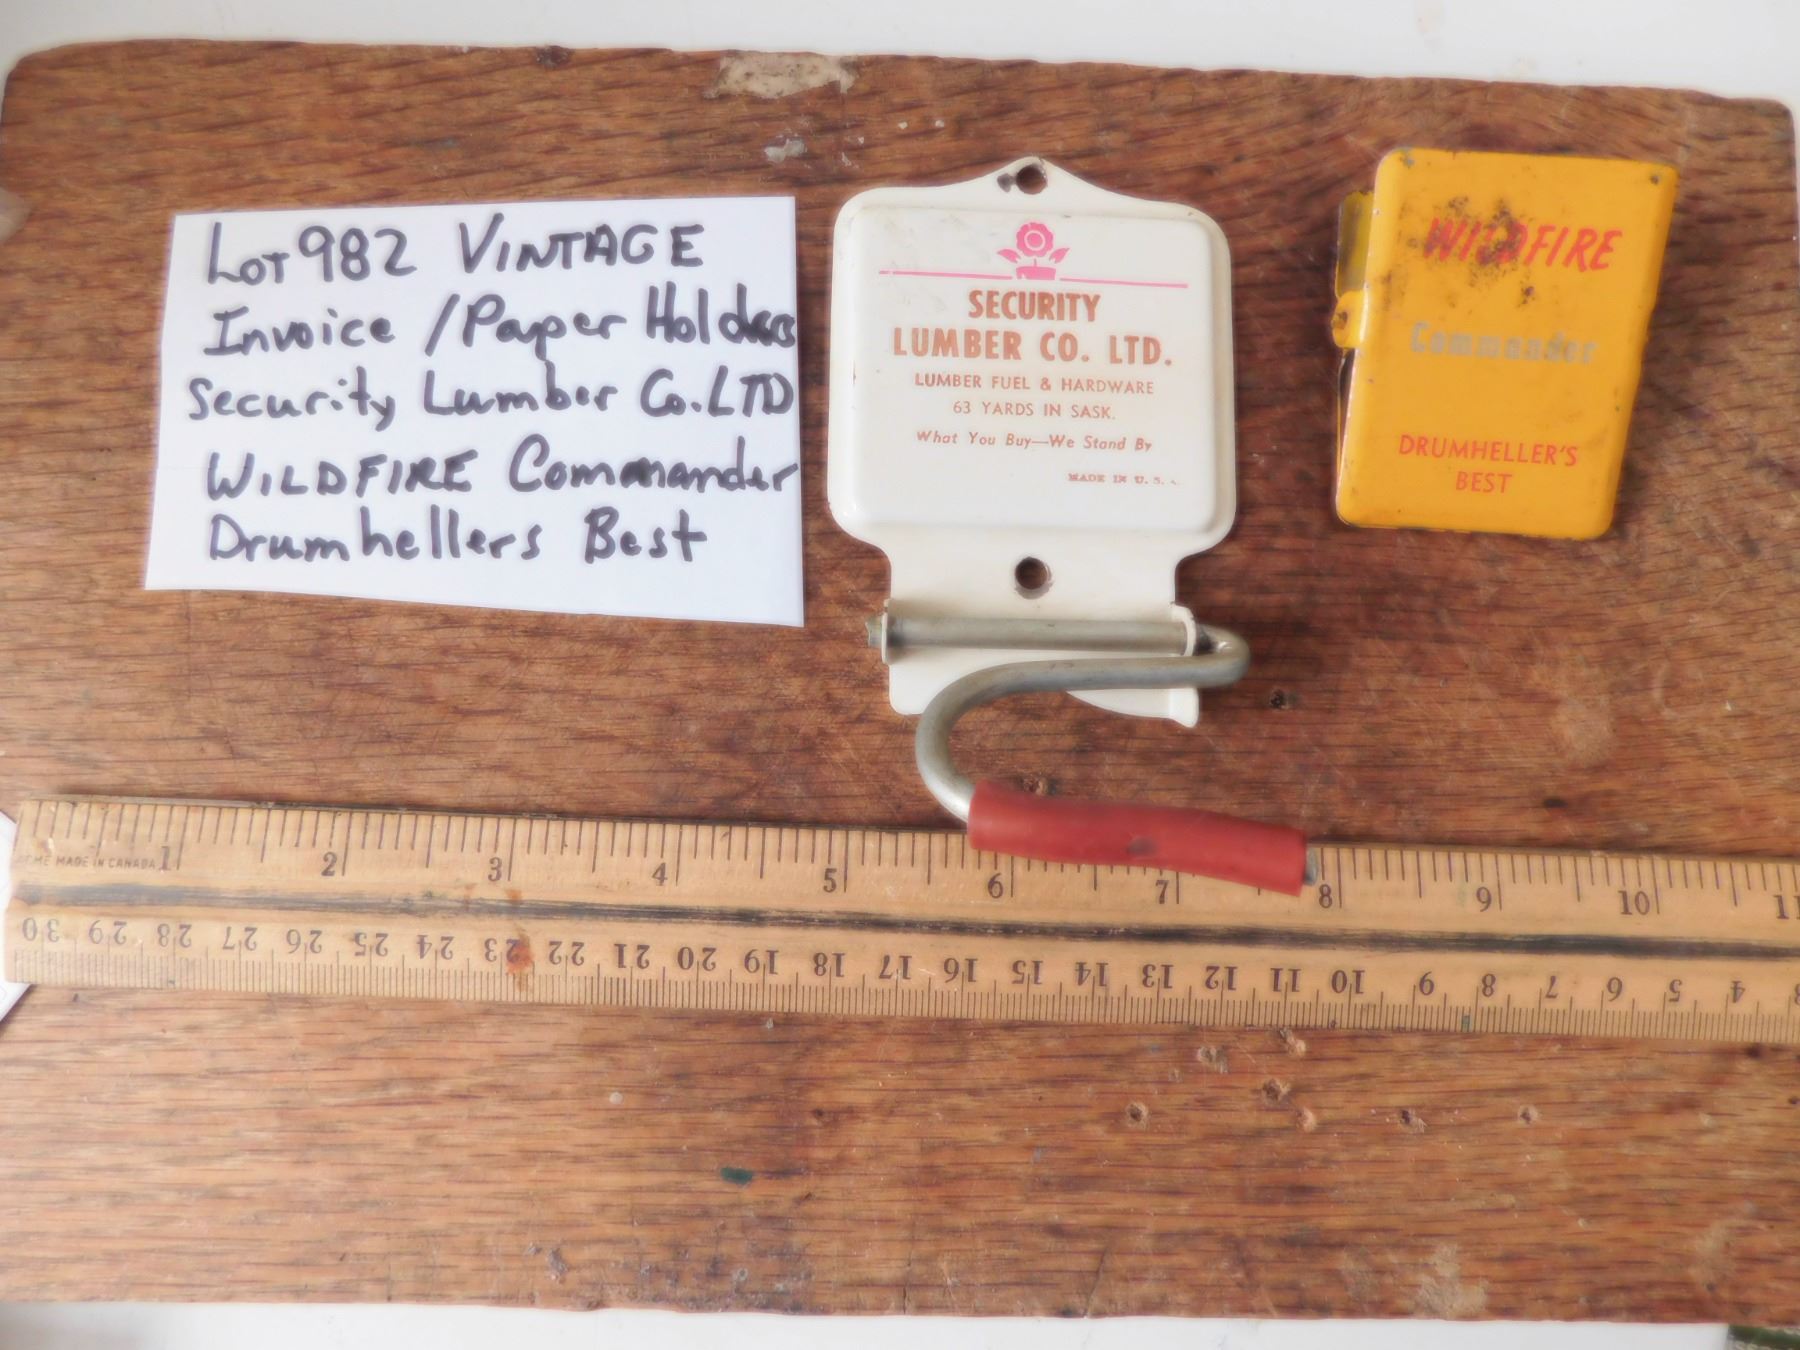 Lot 982 VINTAGE
Invoice / Paper Holders
Security Lumber Co. LTD
WILDFIRE Commander
Drumhellers Best
SECURITY
LUMBER CO. LTD.
LUMBER FUEL & HARDWARE
63 YARDS IN SASK.
What You Buy—We Stand By
MADE IN U. S.
WILDFIRE
Commander
DRUMHELLER'S
BEST
1 2 3 4 5 6 7 8 9 10 11
MADE IN CANADA
30 29 28 27 26 25 24 23 22 21 20 19 18 17 16 15 14 13 12 11 10 9 8 7 6 5 4